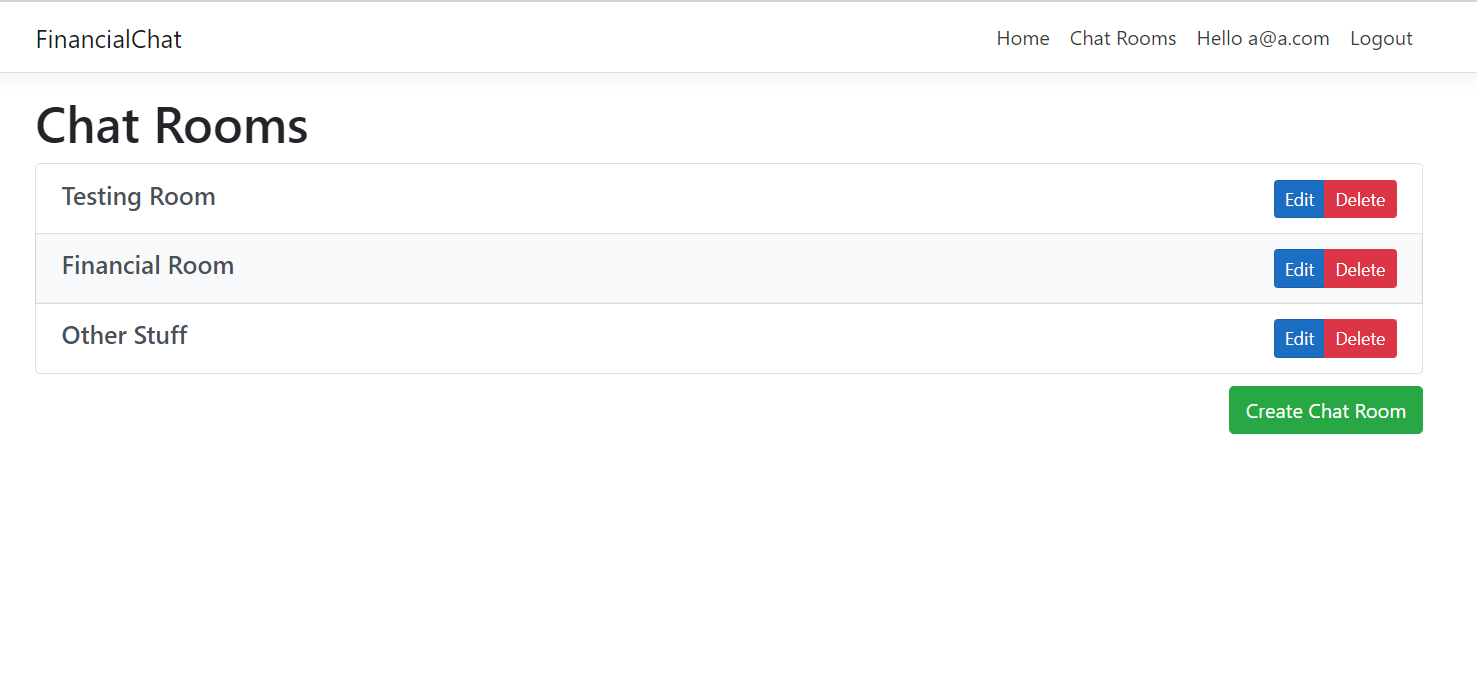 FinancialChat Home Chat Rooms Hello a@a.com Logout
Chat Rooms
Testing Room Edit Delete
Financial Room Edit Delete
Other Stuff Edit Delete
Create Chat Room